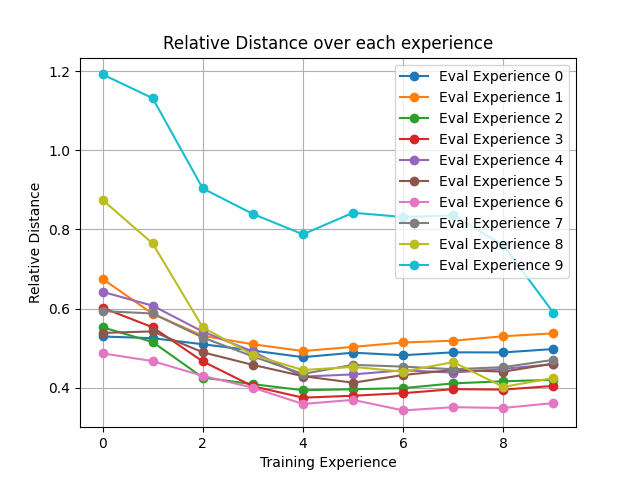 Relative Distance over each experience
Relative Distance
1.2
1.0
0.8
0.6
0.4
Eval Experience 0
Eval Experience 1
Eval Experience 2
Eval Experience 3
Eval Experience 4
Eval Experience 5
Eval Experience 6
Eval Experience 7
Eval Experience 8
Eval Experience 9
0 2 4 6 8
Training Experience